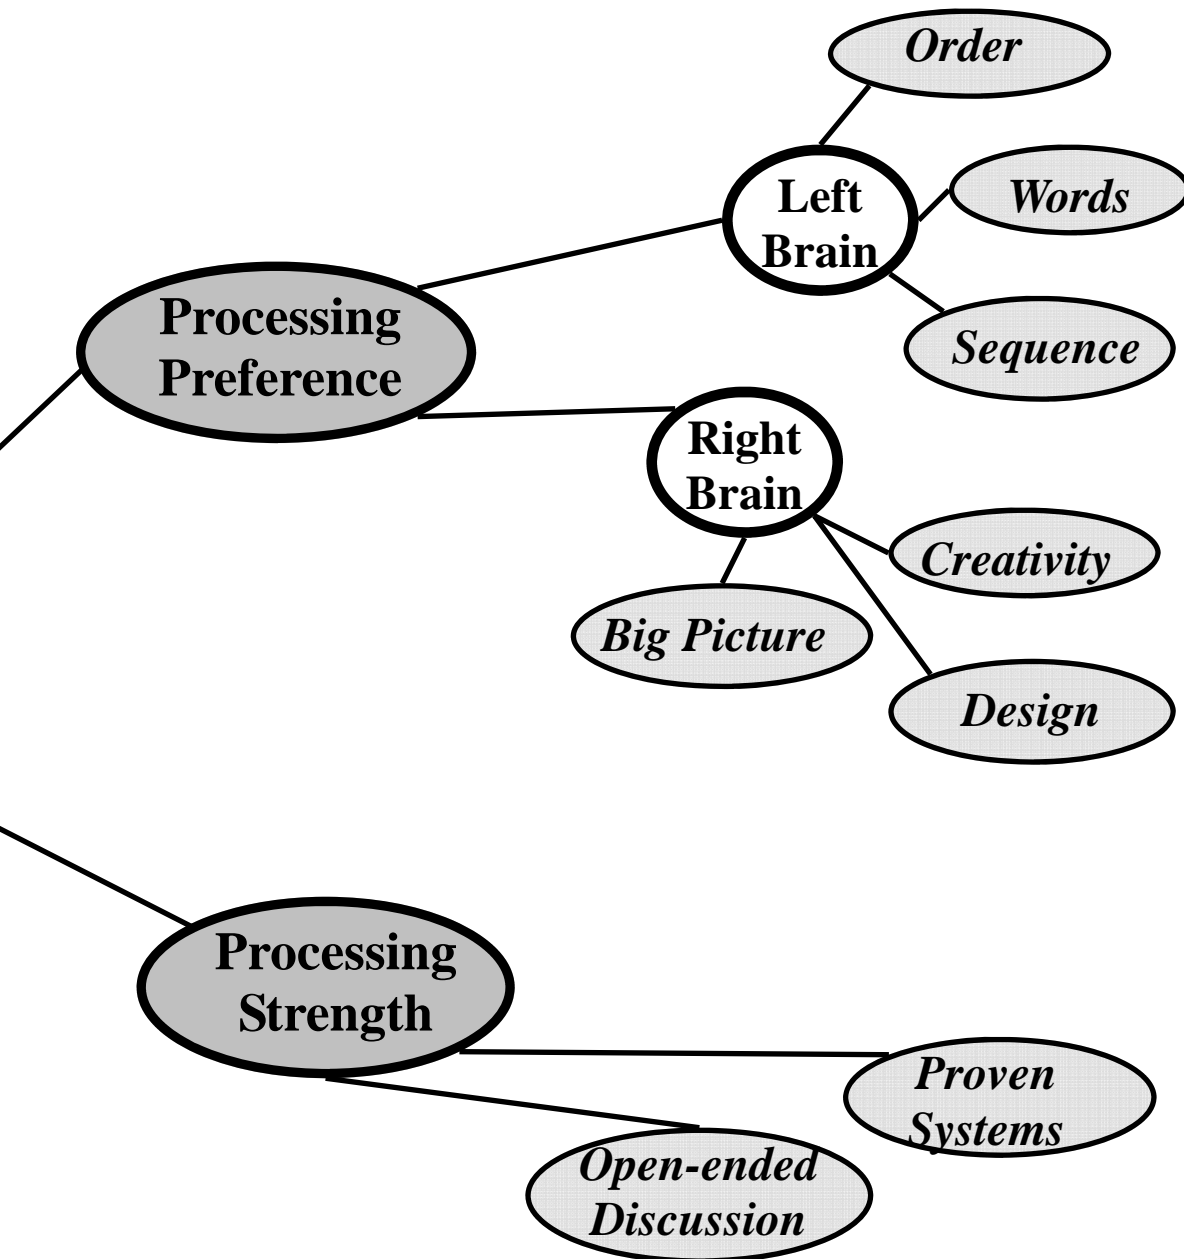 Order
Left
Brain
Words
Sequence
Processing
Preference
Right
Brain
Creativity
Big Picture
Design
Processing
Strength
Proven
Systems
Open-ended
Discussion